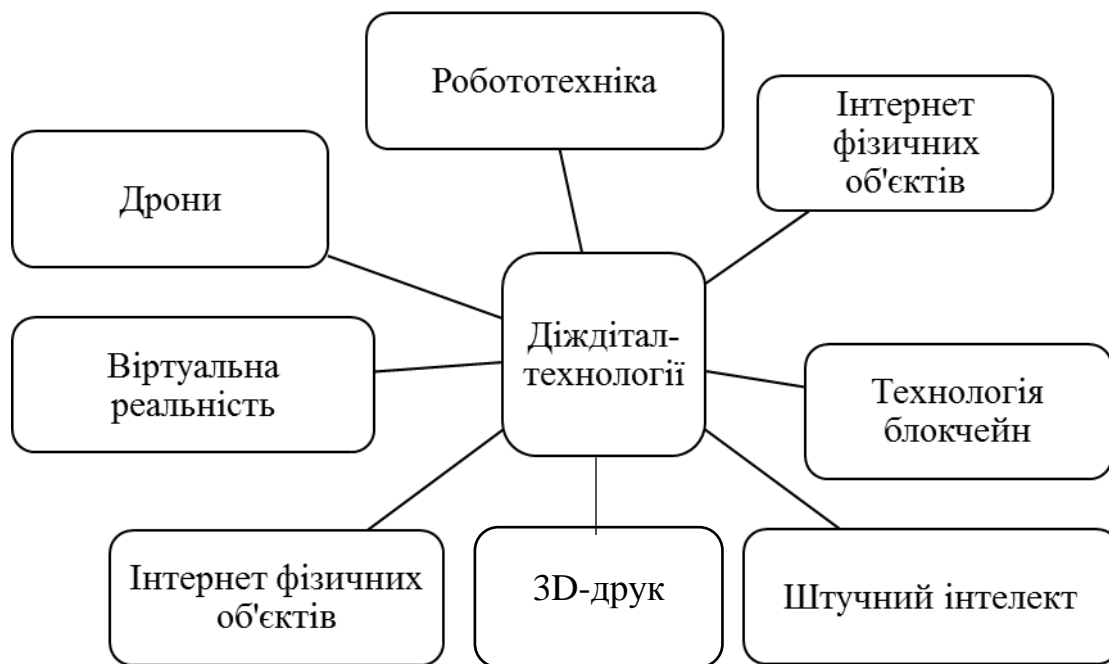 Робототехніка
Інтернет
фізичних
об'єктів
Дрони
Діждітал-
технології
Віртуальна
реальність
Технологія
блокчейн
Інтернет фізичних
об'єктів
3D-друк
Штучний інтелект